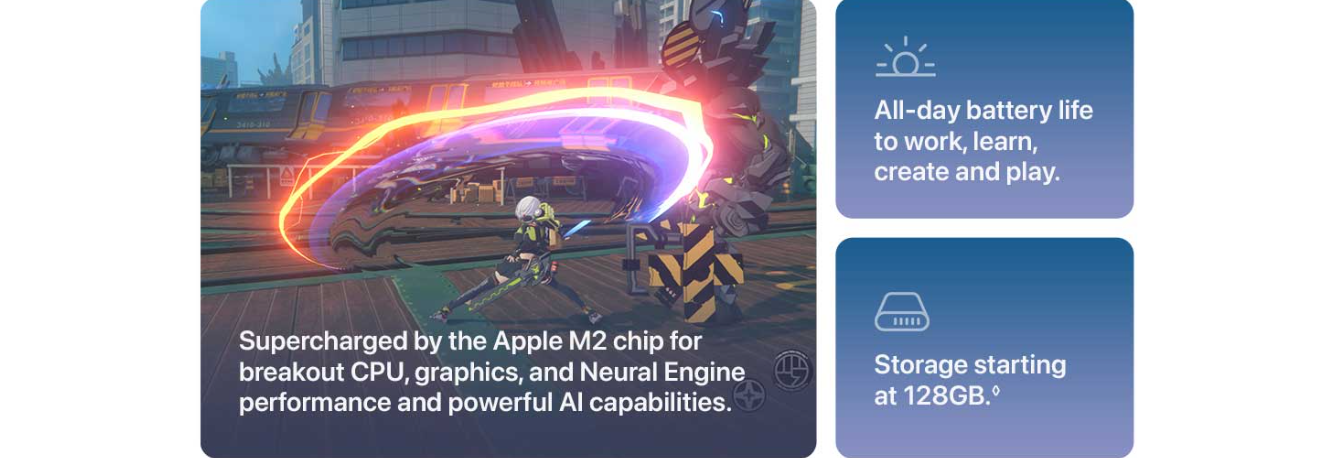 Supercharged by the Apple M2 chip for
breakout CPU, graphics, and Neural Engine
performance and powerful AI capabilities.
All-day battery life
to work, learn,
create and play.
Storage starting
at 128GB.◊